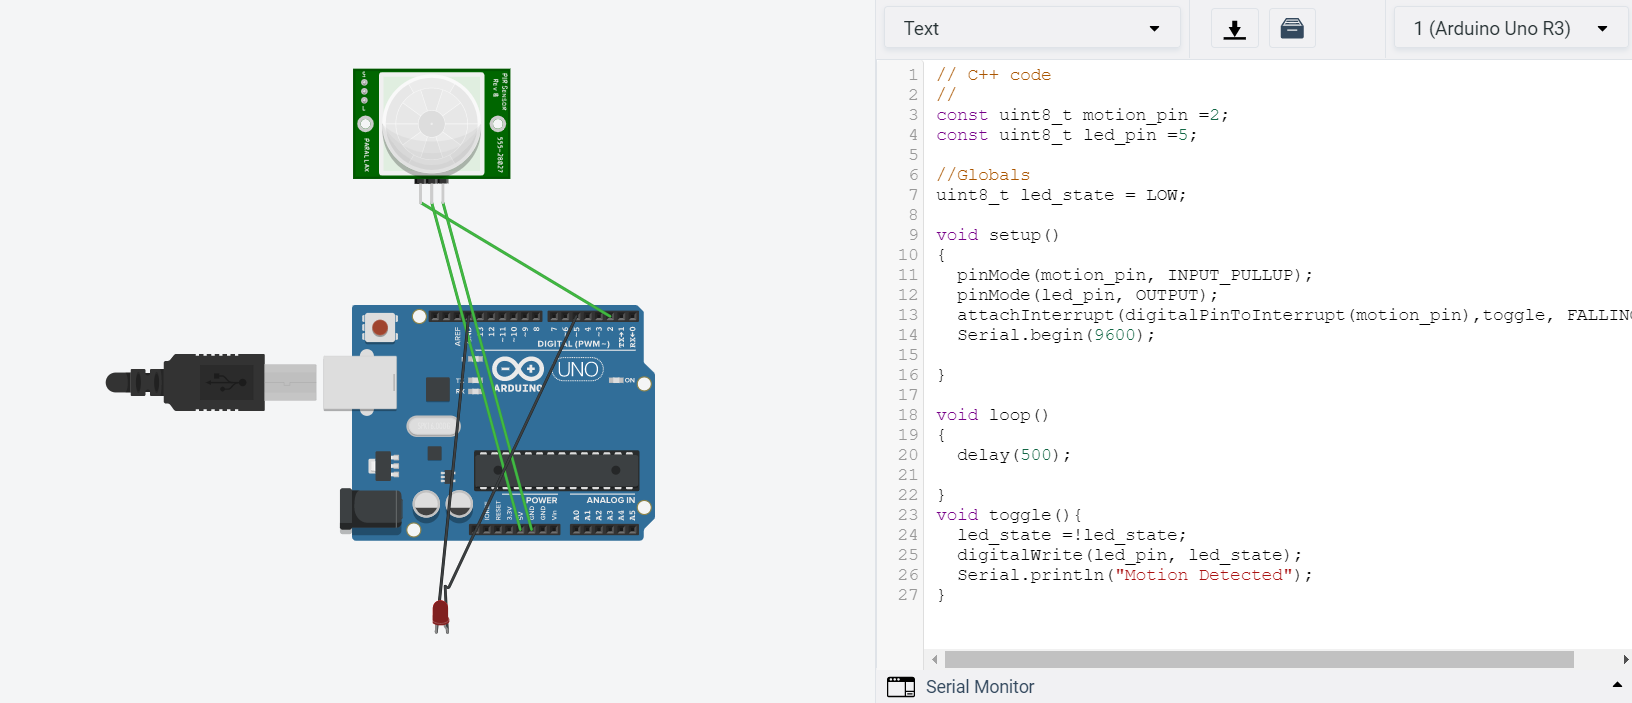 Text
1 (Arduino Uno R3)
1 // C++ code
2 //
3 const uint8_t motion_pin =2;
4 const uint8_t led_pin =5;
5
6 //Globals
7 uint8_t led_state = LOW;
8
9 void setup()
10 {
11 pinMode(motion_pin, INPUT_PULLUP);
12 pinMode(led_pin, OUTPUT);
13 attachInterrupt(digitalPinToInterrupt(motion_pin),toggle, FALLIN
14 Serial.begin(9600);
15
16 }
17
18 void loop()
19 {
20 delay(500);
21
22 }
23 void toggle(){
24 led_state =!led_state;
25 digitalWrite(led_pin, led_state);
26 Serial.println("Motion Detected");
27 }
Serial Monitor
S
L
PIR SENSOR
Rev B
PARALLAX
555-28027
AREF
13
12
~11
~10
~9
8
7
~6
~5
4
~3
2
TX→1
RX←0
DIGITAL (PWM~)
UNO
ON
ARDUINO
POWER
ANALOG IN
RESET
3.3V
5V
GND
GND
Vin
A0
A1
A2
A3
A4
A5